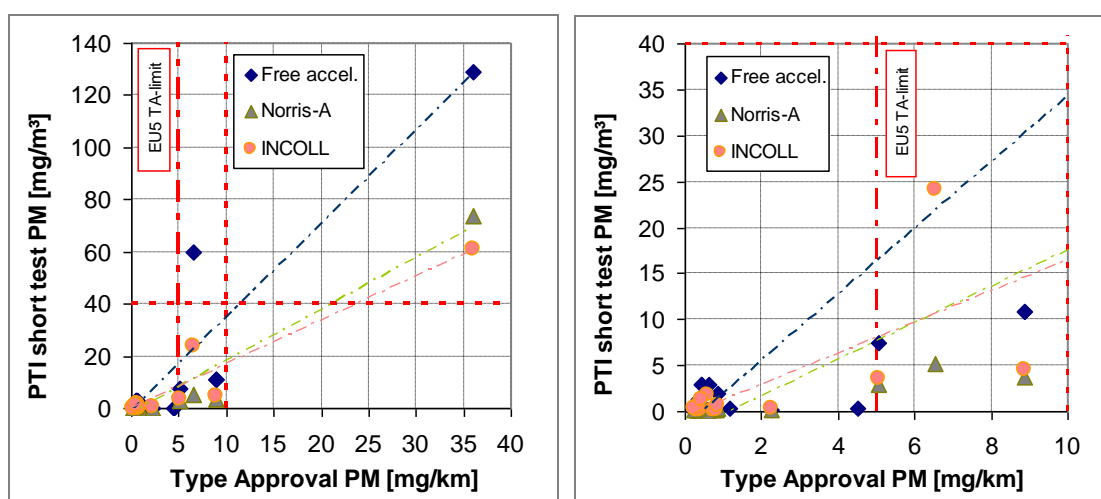 140
120
100
80
60
40
20
0
PTI short test PM [mg/m³]
EU5 TA-limit
Free accel.
Norris-A
INCOLL
0 5 10 15 20 25 30 35 40
Type Approval PM [mg/km]
40
35
30
25
20
15
10
5
0
PTI short test PM [mg/m³]
Free accel.
Norris-A
INCOLL
EU5 TA-limit
0 2 4 6 8 10
Type Approval PM [mg/km]